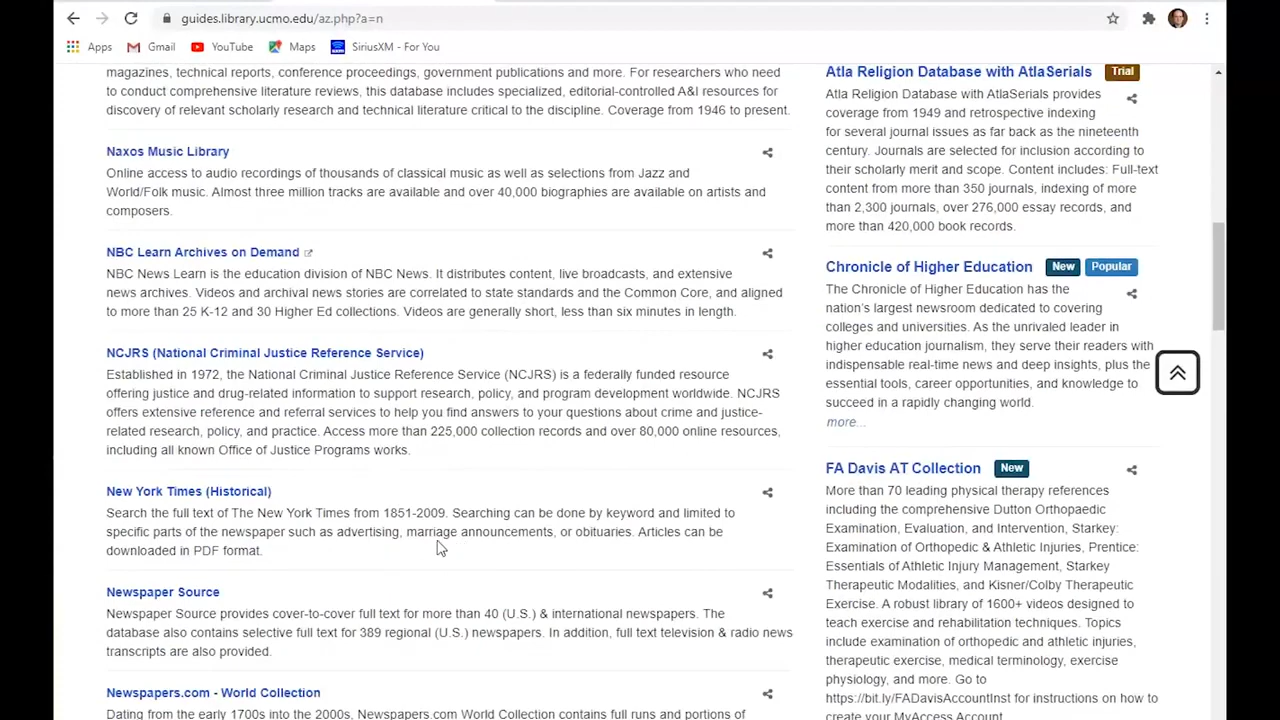 guides.library.ucmo.edu/az.php?a=n
Apps Gmail YouTube Maps SiriusXM - For You
magazines, technical reports, conference proceedings, government publications and more. For researchers who need
to conduct comprehensive literature reviews, this database includes specialized, editorial-controlled A&I resources for
discovery of relevant scholarly research and technical literature critical to the discipline. Coverage from 1946 to present.
Naxos Music Library
Online access to audio recordings of thousands of classical music as well as selections from Jazz and
World/Folk music. Almost three million tracks are available and over 40,000 biographies are available on artists and
composers.
NBC Learn Archives on Demand
NBC News Learn is the education division of NBC News. It distributes content, live broadcasts, and extensive
news archives. Videos and archival news stories are correlated to state standards and the Common Core, and aligned
to more than 25 K-12 and 30 Higher Ed collections. Videos are generally short, less than six minutes in length.
NCJRS (National Criminal Justice Reference Service)
Established in 1972, the National Criminal Justice Reference Service (NCJRS) is a federally funded resource
offering justice and drug-related information to support research, policy, and program development worldwide. NCJRS
offers extensive reference and referral services to help you find answers to your questions about crime and justice-
related research, policy, and practice. Access more than 225,000 collection records and over 80,000 online resources,
including all known Office of Justice Programs works.
New York Times (Historical)
Search the full text of The New York Times from 1851-2009. Searching can be done by keyword and limited to
specific parts of the newspaper such as advertising, marriage announcements, or obituaries. Articles can be
downloaded in PDF format.
Newspaper Source
Newspaper Source provides cover-to-cover full text for more than 40 (U.S.) & international newspapers. The
database also contains selective full text for 389 regional (U.S.) newspapers. In addition, full text television & radio news
transcripts are also provided.
Newspapers.com - World Collection
Dating from the early 1700s into the 2000s, Newspapers.com World Collection contains full runs and portions of
Atla Religion Database with AtlaSerials Trial
Atla Religion Database with AtlaSerials provides
coverage from 1949 and retrospective indexing
for several journal issues as far back as the nineteenth
century. Journals are selected for inclusion according to
their scholarly merit and scope. Content includes: Full-text
content from more than 350 journals, indexing of more
than 2,300 journals, over 276,000 essay records, and
more than 420,000 book records.
Chronicle of Higher Education New Popular
The Chronicle of Higher Education has the
nation's largest newsroom dedicated to covering
colleges and universities. As the unrivaled leader in
higher education journalism, they serve their readers with
indispensable real-time news and deep insights, plus the
essential tools, career opportunities, and knowledge to
succeed in a rapidly changing world.
more...
FA Davis AT Collection New
More than 70 leading physical therapy references
including the comprehensive Dutton Orthopaedic
Examination, Evaluation, and Intervention, Starkey:
Examination of Orthopedic & Athletic Injuries, Prentice:
Essentials of Athletic Injury Management, Starkey
Therapeutic Modalities, and Kisner/Colby Therapeutic
Exercise. A robust library of 1600+ videos designed to
teach exercise and rehabilitation techniques. Topics
include examination of orthopedic and athletic injuries,
therapeutic exercise, medical terminology, exercise
physiology, and more. Go to
https://bit.ly/FADavisAccountInst for instructions on how to
create your MyAccess Account